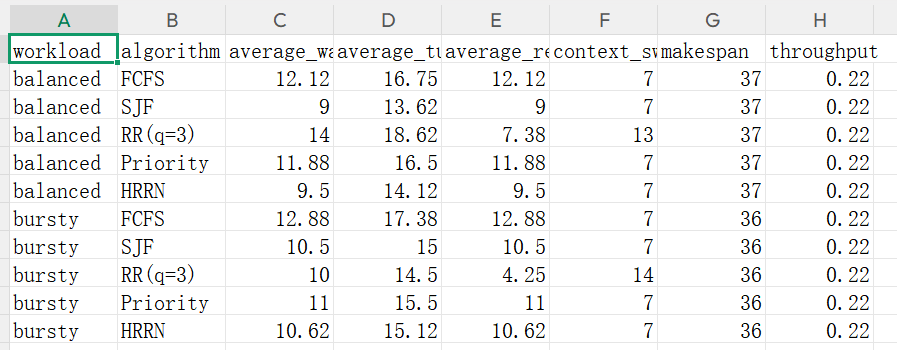 A B C D E F G H
workload algorithm average_wa average_tu average_re context_sw makespan throughput
balanced FCFS 12.12 16.75 12.12 7 37 0.22
balanced SJF 9 13.62 9 7 37 0.22
balanced RR(q=3) 14 18.62 7.38 13 37 0.22
balanced Priority 11.88 16.5 11.88 7 37 0.22
balanced HRRN 9.5 14.12 9.5 7 37 0.22
bursty FCFS 12.88 17.38 12.88 7 36 0.22
bursty SJF 10.5 15 10.5 7 36 0.22
bursty RR(q=3) 10 14.5 4.25 14 36 0.22
bursty Priority 11 15.5 11 7 36 0.22
bursty HRRN 10.62 15.12 10.62 7 36 0.22